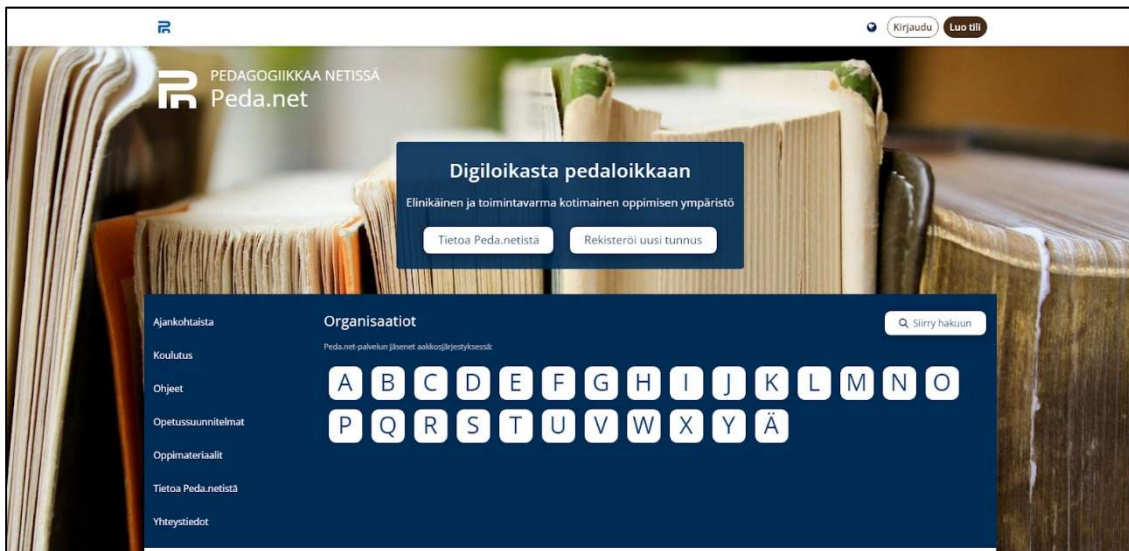 Kirjaudu
Luo tili
PEDAGOGIIKKAA NETISSÄ
Peda.net
Digiloikasta pedaloikkaan
Elinikäinen ja toimintavarma kotimainen oppimisen ympäristö
Tietoa Peda.netistä
Rekisteröi uusi tunnus
Ajankohtaista
Koulutus
Ohjeet
Opetussuunnitelmat
Oppimateriaalit
Tietoa Peda.netistä
Yhteystiedot
Organisaatiot
Siirry hakuun
Peda.net-palvelun jäsenet aakkosjärjestyksessä:
A B C D E F G H I J K L M N O
P Q R S T U V W X Y Ä